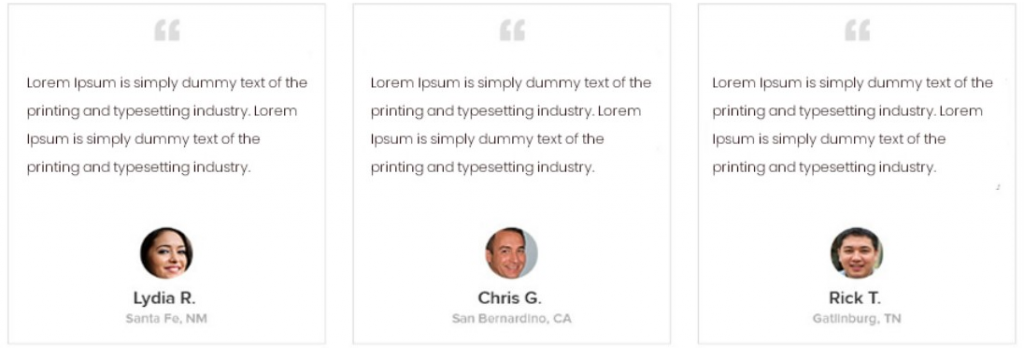 Lorem Ipsum is simply dummy text of the
printing and typesetting industry. Lorem
Ipsum is simply dummy text of the
printing and typesetting industry.
Lydia R.
Santa Fe, NM
Lorem Ipsum is simply dummy text of the
printing and typesetting industry. Lorem
Ipsum is simply dummy text of the
printing and typesetting industry.
Chris G.
San Bernardino, CA
Lorem Ipsum is simply dummy text of the
printing and typesetting industry. Lorem
Ipsum is simply dummy text of the
printing and typesetting industry.
Rick T.
Gatlinburg, TN